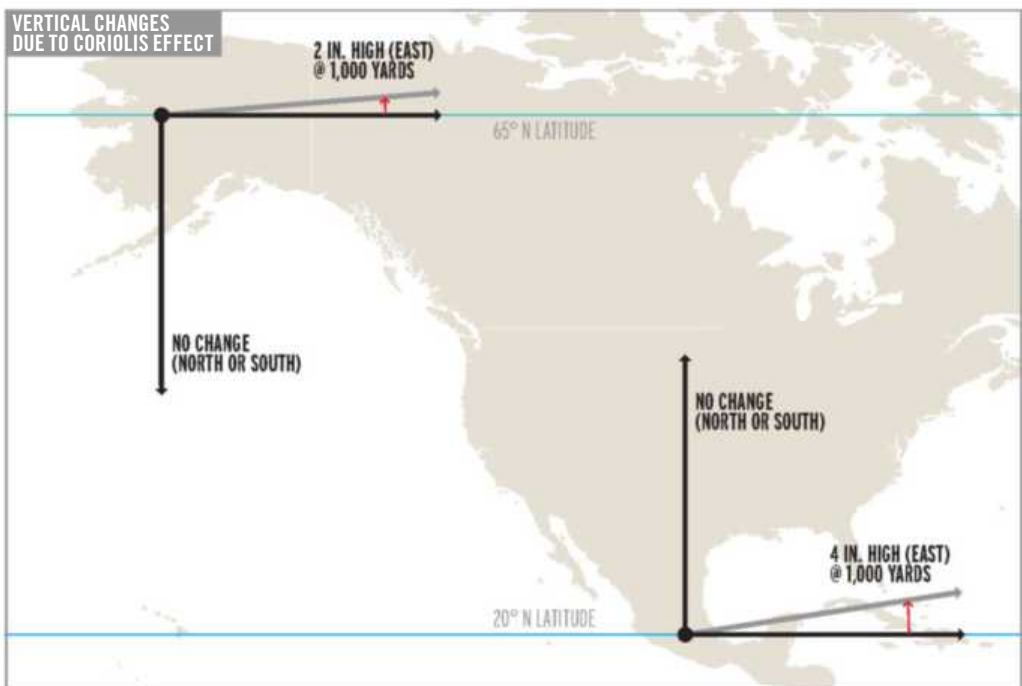 VERTICAL CHANGES
DUE TO CORIOLIS EFFECT
2 IN. HIGH (EAST)
@ 1,000 YARDS
65° N LATITUDE
NO CHANGE
(NORTH OR SOUTH)
NO CHANGE
(NORTH OR SOUTH)
4 IN. HIGH (EAST)
@ 1,000 YARDS
20° N LATITUDE